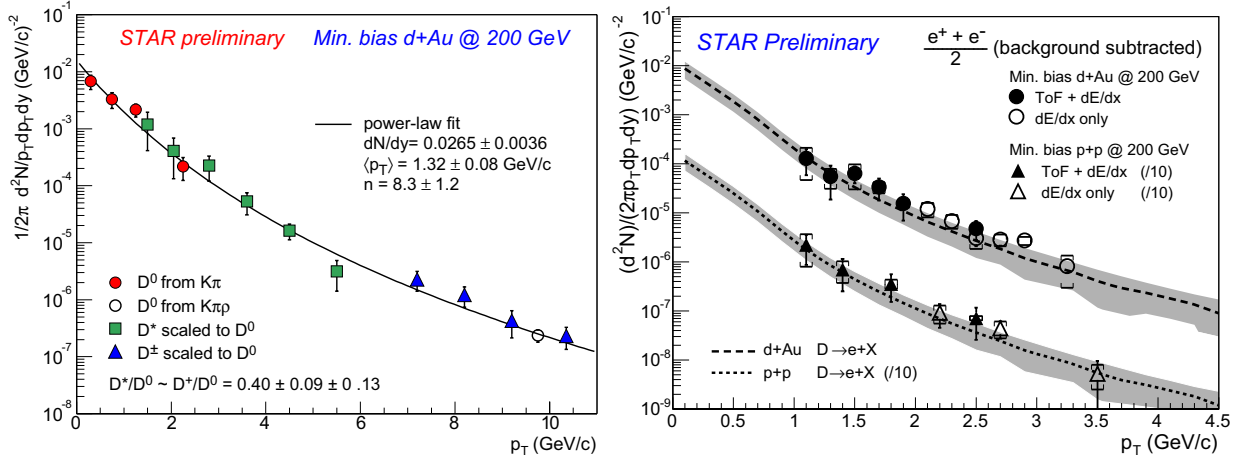 STAR preliminary Min. bias d+Au @ 200 GeV
1/2π d²N/p_T dp_T dy (GeV/c)⁻²
10⁻¹
10⁻²
10⁻³
10⁻⁴
10⁻⁵
10⁻⁶
10⁻⁷
10⁻⁸
power-law fit
dN/dy= 0.0265 ± 0.0036
⟨p_T⟩ = 1.32 ± 0.08 GeV/c
n = 8.3 ± 1.2
D⁰ from Kπ
D⁰ from Kπρ
D* scaled to D⁰
D± scaled to D⁰
D*/D⁰ ~ D⁺/D⁰ = 0.40 ± 0.09 ± 0 .13
0 2 4 6 8 10
p_T (GeV/c)
STAR Preliminary
e⁺ + e⁻
2
(background subtracted)
(d²N)/(2πp_T dp_T dy) (GeV/c)⁻²
10⁻¹
10⁻²
10⁻³
10⁻⁴
10⁻⁵
10⁻⁶
10⁻⁷
10⁻⁸
10⁻⁹
Min. bias d+Au @ 200 GeV
ToF + dE/dx
dE/dx only
Min. bias p+p @ 200 GeV
ToF + dE/dx (/10)
dE/dx only (/10)
d+Au D→e+X
p+p D→e+X (/10)
0 0.5 1 1.5 2 2.5 3 3.5 4 4.5
p_T (GeV/c)